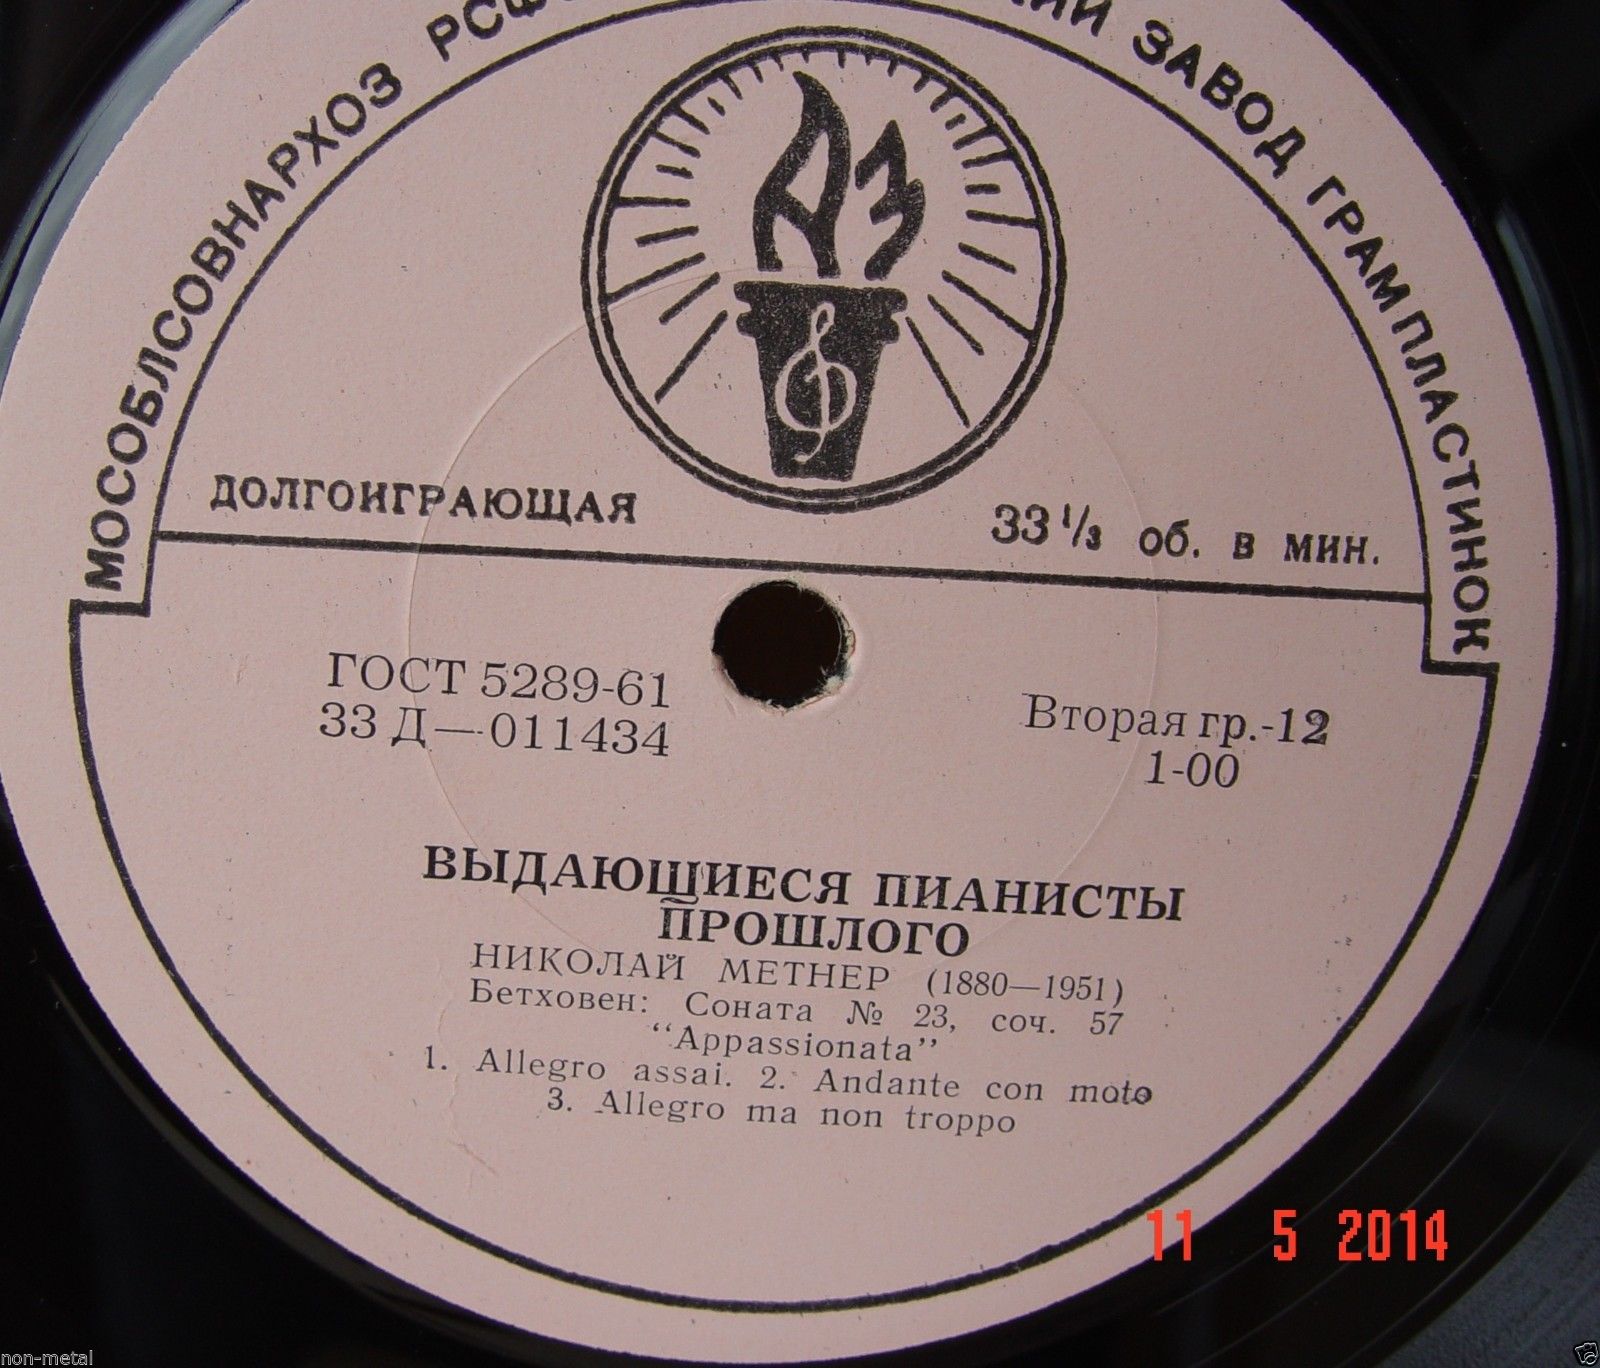 МОСОБЛСОВНАРХОЗ
ЗАВОД ГРАМПЛАСТИНОК
АЗ
ДОЛГОИГРАЮЩАЯ
33 1/3 об. в мин.
ГОСТ 5289-61
33 Д—011434
Вторая гр.-12
1-00
ВЫДАЮЩИЕСЯ ПИАНИСТЫ
ПРОШЛОГО
НИКОЛАЙ МЕТНЕР (1880—1951)
Бетховен: Соната № 23, соч. 57
"Appassionata"
1. Allegro assai. 2. Andante con moto
3. Allegro ma non troppo
11 5 2014
non-metal